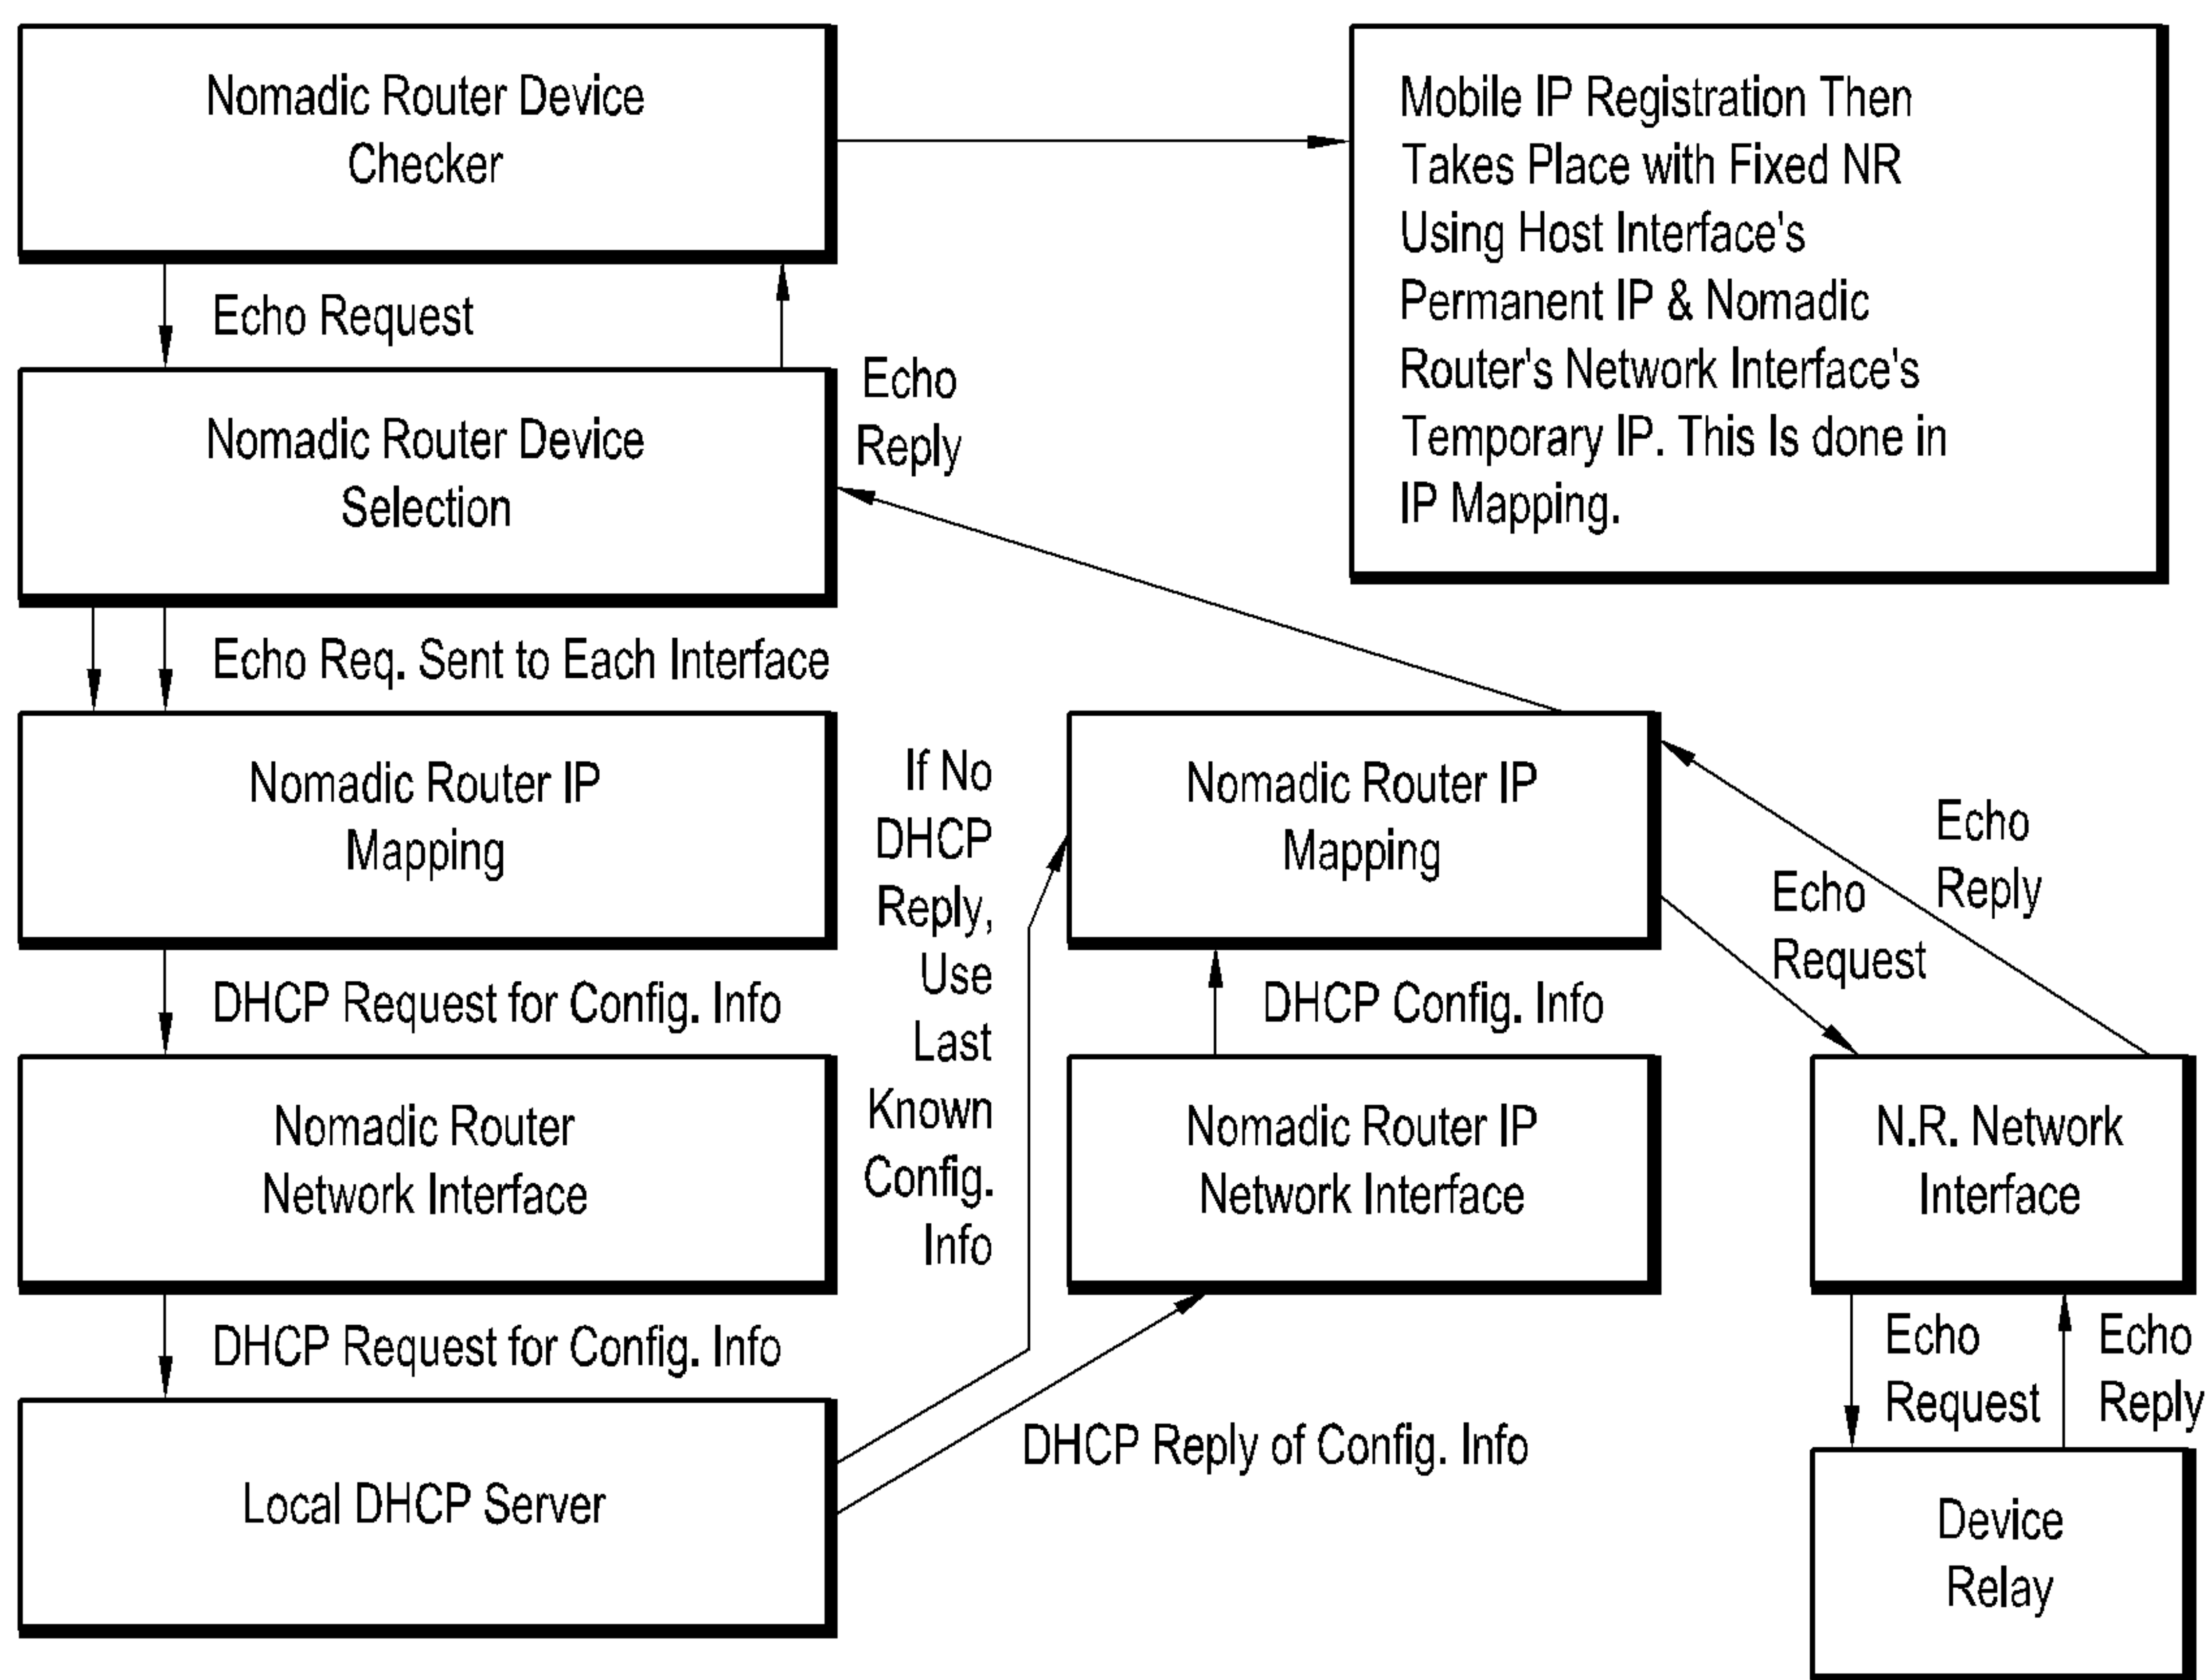 Nomadic Router Device
Checker
Mobile IP Registration Then
Takes Place with Fixed NR
Using Host Interface's
Permanent IP & Nomadic
Router's Network Interface's
Temporary IP. This Is done in
IP Mapping.
Echo Request
Echo
Reply
Nomadic Router Device
Selection
Echo Req. Sent to Each Interface
Nomadic Router IP
Mapping
If No
DHCP
Reply,
Use
Last
Known
Config.
Info
Nomadic Router IP
Mapping
Echo
Reply
Echo
Request
DHCP Request for Config. Info
DHCP Config. Info
Nomadic Router
Network Interface
Nomadic Router IP
Network Interface
N.R. Network
Interface
DHCP Request for Config. Info
Echo
Request
Echo
Reply
DHCP Reply of Config. Info
Local DHCP Server
Device
Relay